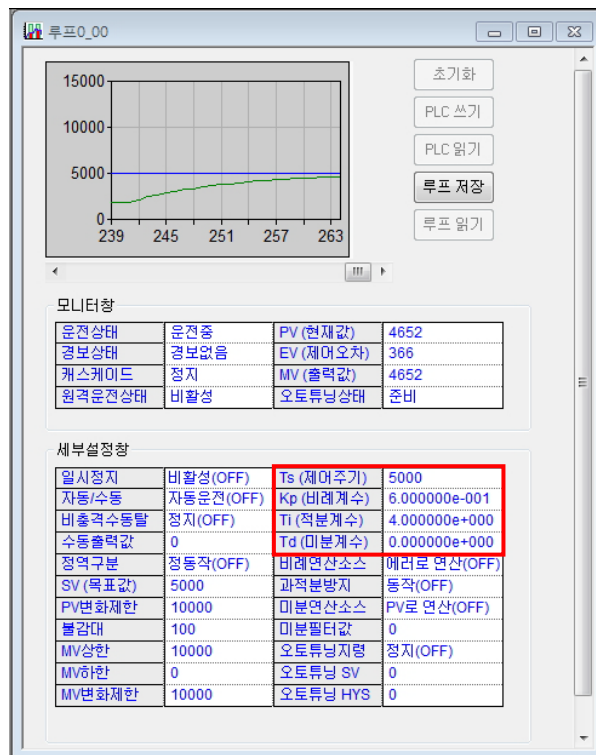 루프0_00
초기화
PLC 쓰기
PLC 읽기
루프 저장
루프 읽기
15000
10000
5000
0
239 245 251 257 263
모니터창
운전상태 운전중 PV (현재값) 4652
경보상태 경보없음 EV (제어오차) 366
캐스케이드 정지 MV (출력값) 4652
원격운전상태 비활성 오토튜닝상태 준비
세부설정창
일시정지 비활성(OFF) Ts (제어주기) 5000
자동/수동 자동운전(OFF) Kp (비례계수) 6.000000e-001
비충격수동탈 정지(OFF) Ti (적분계수) 4.000000e+000
수동출력값 0 Td (미분계수) 0.000000e+000
정역구분 정동작(OFF) 비례연산소스 에러로 연산(OFF)
SV (목표값) 5000 과적분방지 동작(OFF)
PV변화제한 10000 미분연산소스 PV로 연산(OFF)
불감대 100 미분필터값 0
MV상한 10000 오토튜닝지령 정지(OFF)
MV하한 0 오토튜닝 SV 0
MV변화제한 10000 오토튜닝 HYS 0